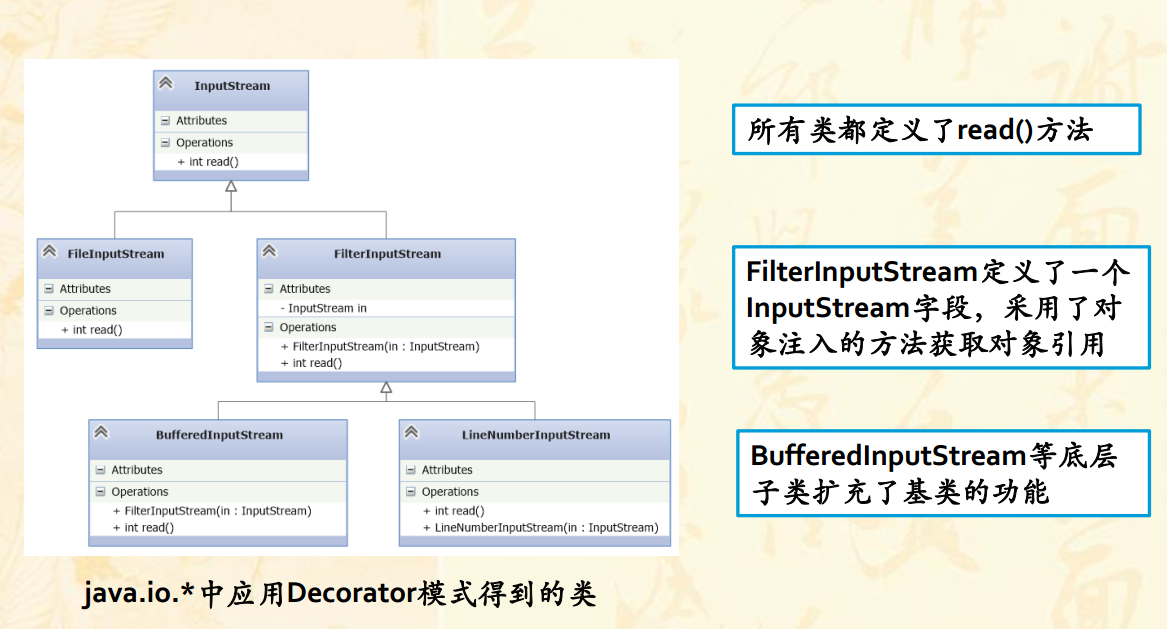 InputStream
Attributes
Operations
+ int read()
FileInputStream
Attributes
Operations
+ int read()
FilterInputStream
Attributes
- InputStream in
Operations
+ FilterInputStream(in : InputStream)
+ int read()
BufferedInputStream
Attributes
Operations
+ FilterInputStream(in : InputStream)
+ int read()
LineNumberInputStream
Attributes
Operations
+ int read()
+ LineNumberInputStream(in : InputStream)
java.io.*中应用Decorator模式得到的类
所有类都定义了read()方法
FilterInputStream定义了一个
InputStream字段，采用了对
象注入的方法获取对象引用
BufferedInputStream等底层
子类扩充了基类的功能